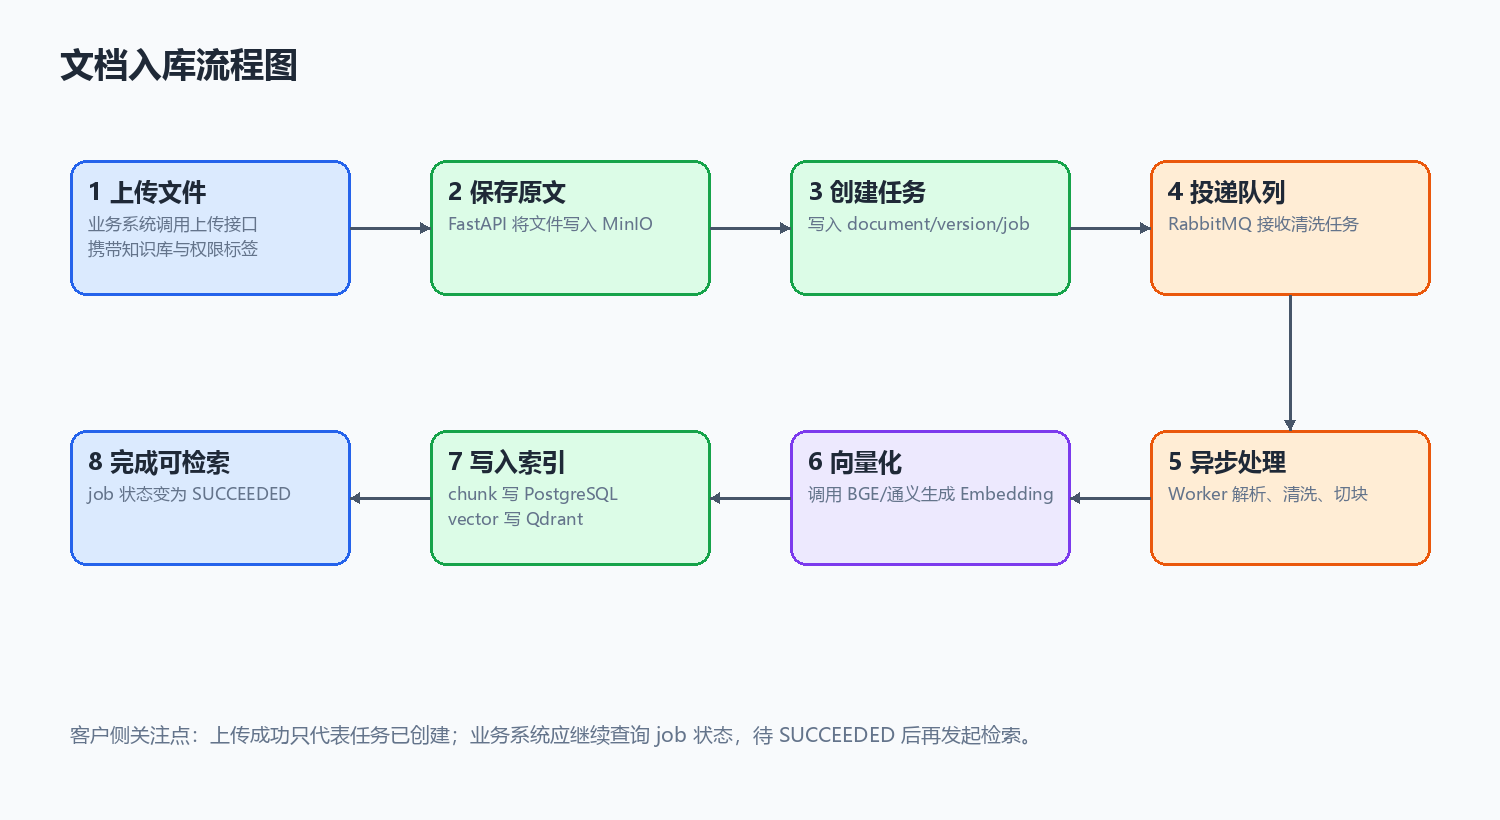 文档入库流程图
1 上传文件
业务系统调用上传接口
携带知识库与权限标签
2 保存原文
FastAPI 将文件写入 MinIO
3 创建任务
写入 document/version/job
4 投递队列
RabbitMQ 接收清洗任务
5 异步处理
Worker 解析、清洗、切块
6 向量化
调用 BGE/通义生成 Embedding
7 写入索引
chunk 写 PostgreSQL
vector 写 Qdrant
8 完成可检索
job 状态变为 SUCCEEDED
客户侧关注点：上传成功只代表任务已创建；业务系统应继续查询 job 状态，待 SUCCEEDED 后再发起检索。